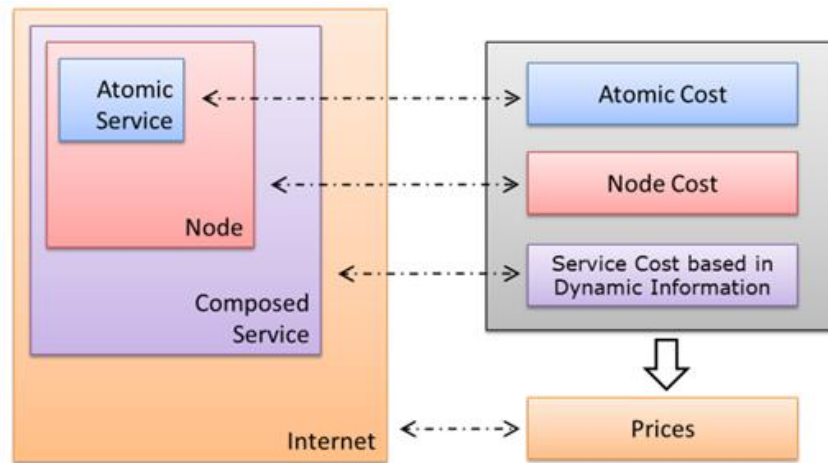 Atomic
Service
Node
Composed
Service
Internet
Atomic Cost
Node Cost
Service Cost based in
Dynamic Information
Prices